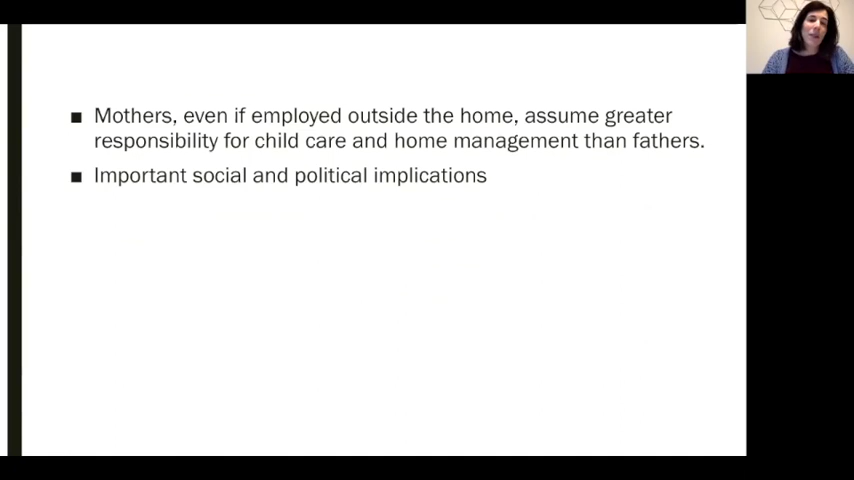 ■ Mothers, even if employed outside the home, assume greater
responsibility for child care and home management than fathers.
■ Important social and political implications